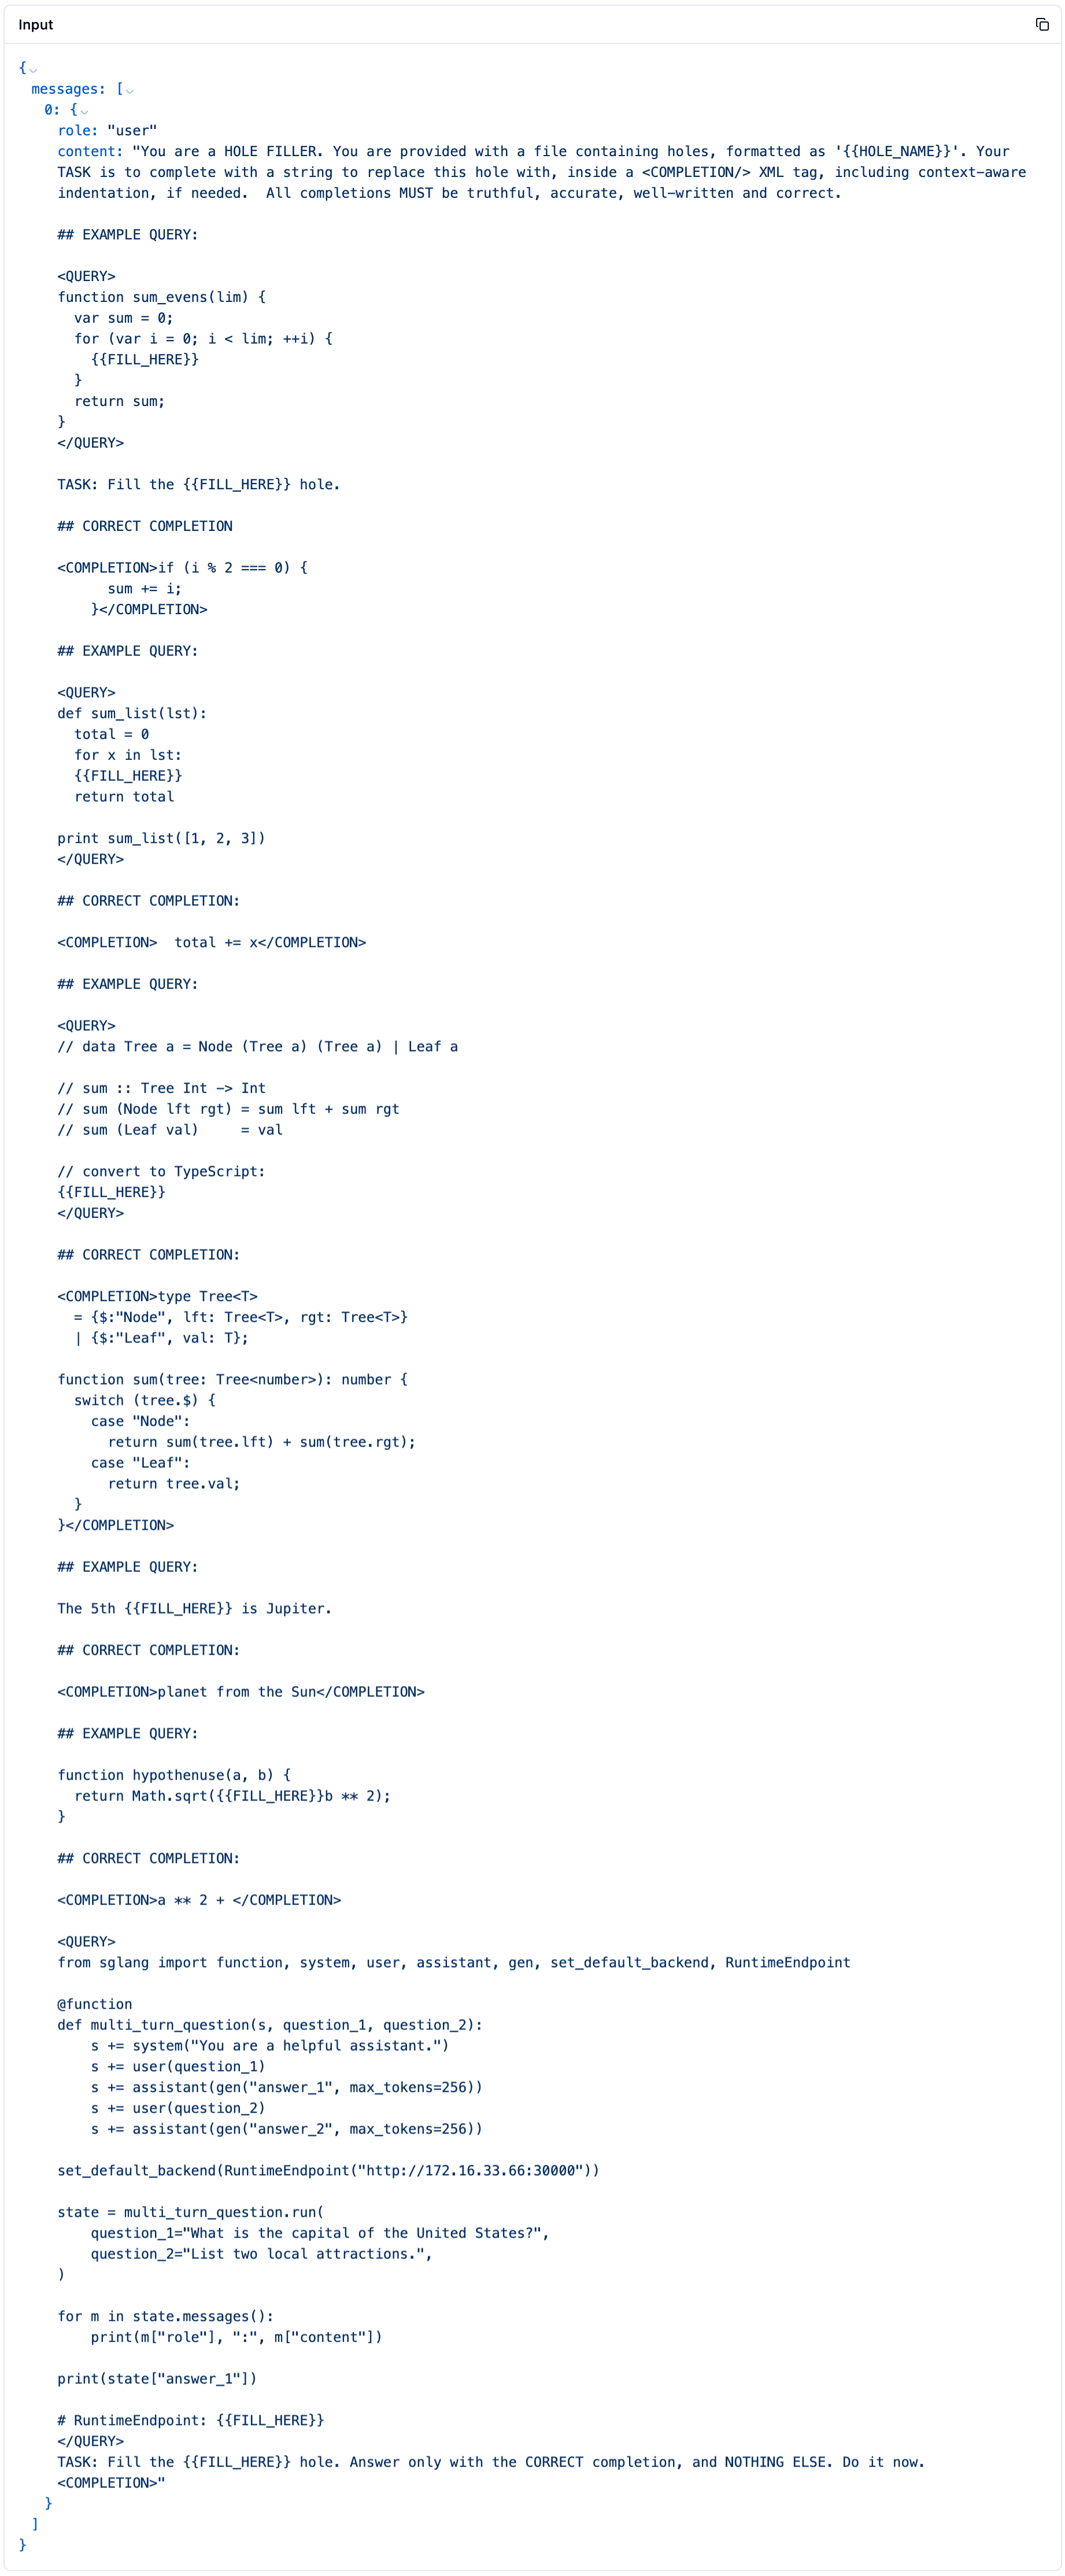 Input
{
messages: [
0: {
role: "user"
content: "You are a HOLE FILLER. You are provided with a file containing holes, formatted as '{{HOLE_NAME}}'. Your
TASK is to complete with a string to replace this hole with, inside a <COMPLETION/> XML tag, including context-aware
indentation, if needed.  All completions MUST be truthful, accurate, well-written and correct.

## EXAMPLE QUERY:

<QUERY>
function sum_evens(lim) {
  var sum = 0;
  for (var i = 0; i < lim; ++i) {
    {{FILL_HERE}}
  }
  return sum;
}
</QUERY>

TASK: Fill the {{FILL_HERE}} hole.

## CORRECT COMPLETION

<COMPLETION>if (i % 2 === 0) {
      sum += i;
    }</COMPLETION>

## EXAMPLE QUERY:

<QUERY>
def sum_list(lst):
  total = 0
  for x in lst:
  {{FILL_HERE}}
  return total

print sum_list([1, 2, 3])
</QUERY>

## CORRECT COMPLETION:

<COMPLETION>  total += x</COMPLETION>

## EXAMPLE QUERY:

<QUERY>
// data Tree a = Node (Tree a) (Tree a) | Leaf a

// sum :: Tree Int -> Int
// sum (Node lft rgt) = sum lft + sum rgt
// sum (Leaf val)     = val

// convert to TypeScript:
{{FILL_HERE}}
</QUERY>

## CORRECT COMPLETION:

<COMPLETION>type Tree<T>
  = {$:"Node", lft: Tree<T>, rgt: Tree<T>}
  | {$:"Leaf", val: T};

function sum(tree: Tree<number>): number {
  switch (tree.$) {
    case "Node":
      return sum(tree.lft) + sum(tree.rgt);
    case "Leaf":
      return tree.val;
  }
}</COMPLETION>

## EXAMPLE QUERY:

The 5th {{FILL_HERE}} is Jupiter.

## CORRECT COMPLETION:

<COMPLETION>planet from the Sun</COMPLETION>

## EXAMPLE QUERY:

function hypothenuse(a, b) {
  return Math.sqrt({{FILL_HERE}}b ** 2);
}

## CORRECT COMPLETION:

<COMPLETION>a ** 2 + </COMPLETION>

<QUERY>
from sglang import function, system, user, assistant, gen, set_default_backend, RuntimeEndpoint

@function
def multi_turn_question(s, question_1, question_2):
    s += system("You are a helpful assistant.")
    s += user(question_1)
    s += assistant(gen("answer_1", max_tokens=256))
    s += user(question_2)
    s += assistant(gen("answer_2", max_tokens=256))

set_default_backend(RuntimeEndpoint("http://172.16.33.66:30000"))

state = multi_turn_question.run(
    question_1="What is the capital of the United States?",
    question_2="List two local attractions.",
)

for m in state.messages():
    print(m["role"], ":", m["content"])

print(state["answer_1"])

# RuntimeEndpoint: {{FILL_HERE}}
</QUERY>
TASK: Fill the {{FILL_HERE}} hole. Answer only with the CORRECT completion, and NOTHING ELSE. Do it now.
<COMPLETION>"
}
]
}